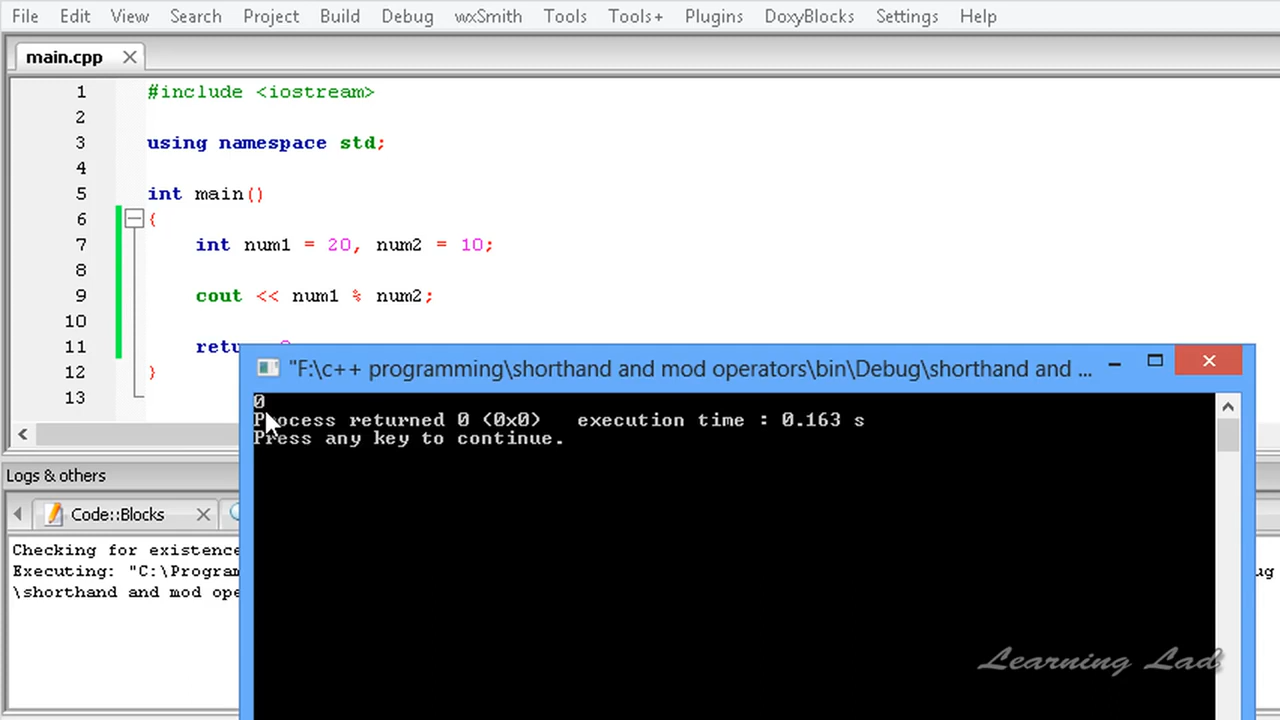 File Edit View Search Project Build Debug wxSmith Tools Tools+ Plugins DoxyBlocks Settings Help
main.cpp
1 #include <iostream>
2
3 using namespace std;
4
5 int main()
6 {
7 int num1 = 20, num2 = 10;
8
9 cout << num1 % num2;
10
11 retu
12 }
13
"F:\c++ programming\shorthand and mod operators\bin\Debug\shorthand and ...
0
Process returned 0 (0x0) execution time : 0.163 s
Press any key to continue.
Logs & others
Code::Blocks
Checking for existence
Executing: "C:\Program
ug
\shorthand and mod ope
Learning Lad